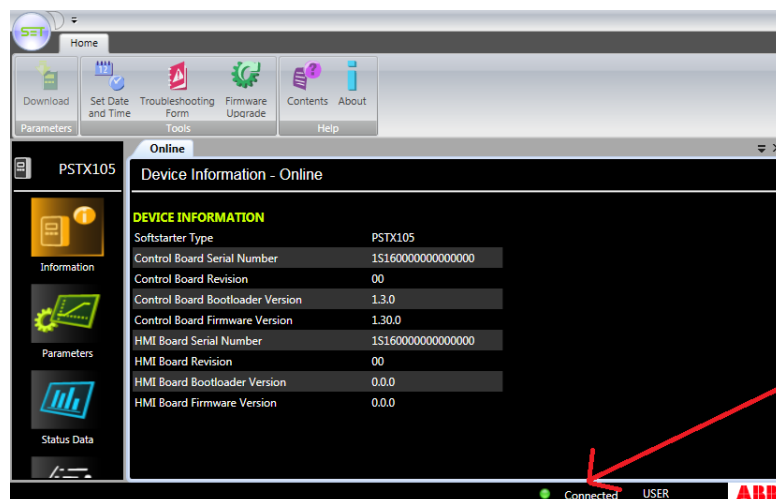 SET
Home
Download
Set Date and Time
Troubleshooting Form
Firmware Upgrade
Contents
About
Parameters
Tools
Help
Online
PSTX105
Device Information - Online
DEVICE INFORMATION
Softstarter Type PSTX105
Control Board Serial Number 1S160000000000000
Control Board Revision 00
Control Board Bootloader Version 1.3.0
Control Board Firmware Version 1.30.0
HMI Board Serial Number 1S160000000000000
HMI Board Revision 00
HMI Board Bootloader Version 0.0.0
HMI Board Firmware Version 0.0.0
Information
Parameters
Status Data
Connected USER ABB